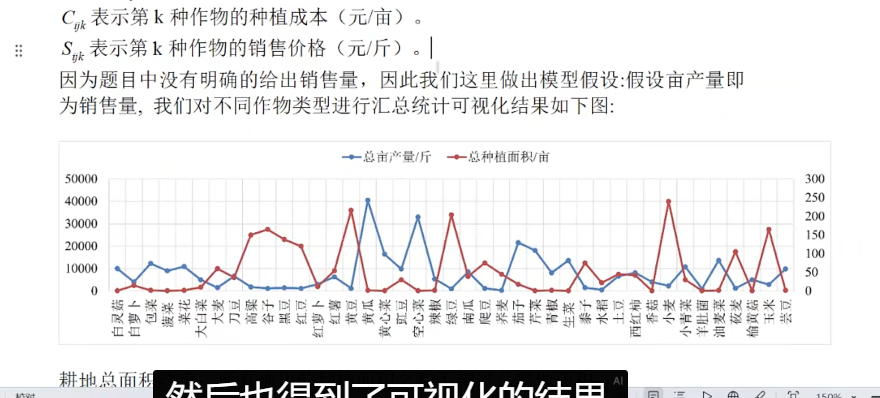 C_ijk 表示第 k 种作物的种植成本（元/亩）。
S_ijk 表示第 k 种作物的销售价格（元/斤）。
因为题目中没有明确的给出销售量，因此我们这里做出模型假设:假设亩产量即
为销售量, 我们对不同作物类型进行汇总统计可视化结果如下图:
总亩产量/斤 总种植面积/亩
50000 300
250
40000
200
30000
150
20000
100
10000
50
0 0
白灵菇 白萝卜 包菜 菠菜 菜花 大白菜 大麦 刀豆 高粱 谷子 黑豆 红豆 红萝卜 红薯 黄豆 黄瓜 黄心菜 豇豆 空心菜 辣椒 绿豆 南瓜 爬豆 荞麦 茄子 芹菜 青椒 生菜 黍子 水稻 土豆 西红柿 香菇 小麦 小青菜 羊肚菌 油麦菜 莜麦 榆黄菇 玉米 芸豆
耕地总面积
然后也得到了可视化的结果
AI
150%